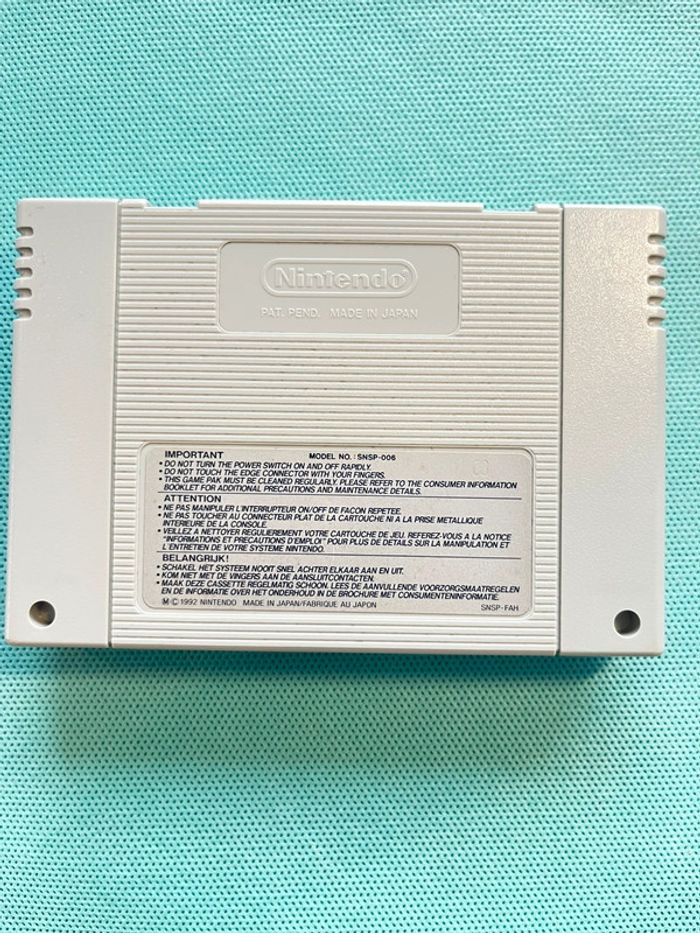 Nintendo®
PAT. PEND. MADE IN JAPAN
IMPORTANT MODEL NO.: SNSP-006
• DO NOT TURN THE POWER SWITCH ON AND OFF RAPIDLY.
• DO NOT TOUCH THE EDGE CONNECTOR WITH YOUR FINGERS.
• THIS GAME PAK MUST BE CLEANED REGULARLY. PLEASE REFER TO THE CONSUMER INFORMATION
BOOKLET FOR ADDITIONAL PRECAUTIONS AND MAINTENANCE DETAILS.
ATTENTION
• NE PAS MANIPULER L'INTERRUPTEUR ON/OFF DE FACON REPETEE.
• NE PAS TOUCHER AU CONNECTEUR PLAT DE LA CARTOUCHE NI A LA PRISE METALLIQUE
INTERIEURE DE LA CONSOLE.
• VEILLEZ A NETTOYER REGULIEREMENT VOTRE CARTOUCHE DE JEU. REFEREZ-VOUS A LA NOTICE
"INFORMATIONS ET PRECAUTIONS D'EMPLOI" POUR PLUS DE DETAILS SUR LA MANIPULATION ET
L'ENTRETIEN DE VOTRE SYSTEME NINTENDO.
BELANGRIJK!
• SCHAKEL HET SYSTEEM NOOIT SNEL ACHTER ELKAAR AAN EN UIT.
• KOM NIET MET DE VINGERS AAN DE AANSLUITCONTACTEN.
• MAAK DEZE CASSETTE REGELMATIG SCHOON. LEES DE AANVULLENDE VOORZORGSMAATREGELEN
EN DE INFORMATIE OVER HET ONDERHOUD IN DE BROCHURE MET CONSUMENTENINFORMATIE.
Ⓜ © 1992 NINTENDO MADE IN JAPAN/FABRIQUE AU JAPON SNSP-FAH